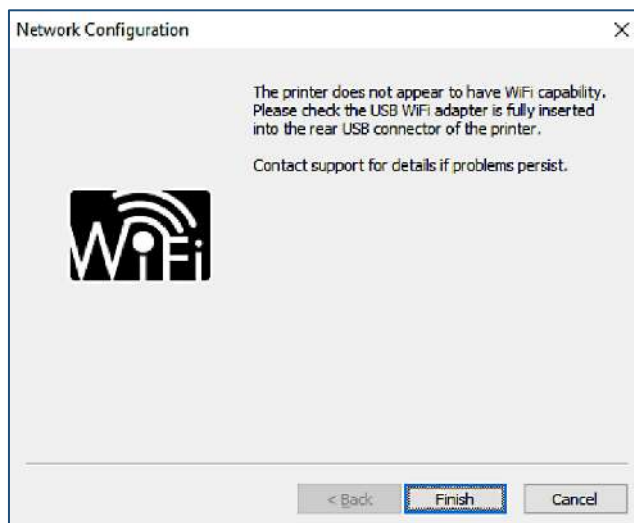 Network Configuration
The printer does not appear to have WiFi capability.
Please check the USB WiFi adapter is fully inserted
into the rear USB connector of the printer.
Contact support for details if problems persist.
WiFi
< Back Finish Cancel